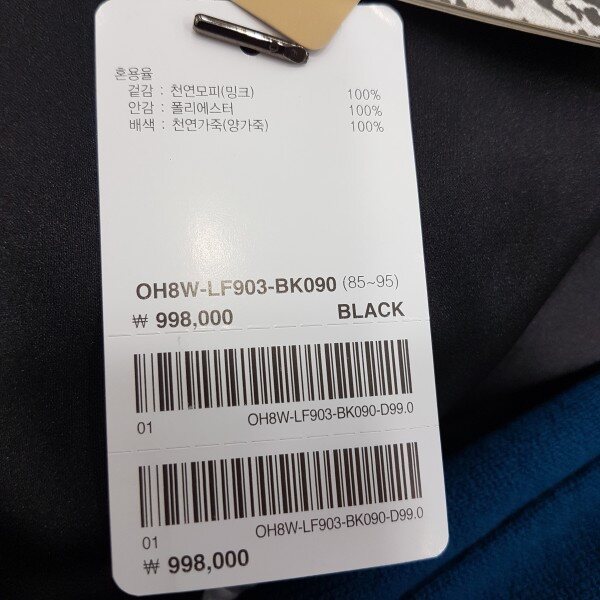 혼용율
겉감 : 천연모피(밍크) 100%
안감 : 폴리에스터 100%
배색 : 천연가죽(양가죽) 100%
OH8W-LF903-BK090 (85~95)
₩ 998,000 BLACK
01 OH8W-LF903-BK090-D99.0
01 OH8W-LF903-BK090-D99.0
₩ 998,000